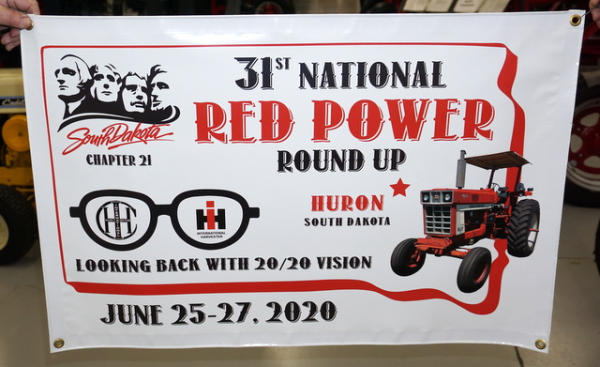 31ST NATIONAL
RED POWER
ROUND UP
South Dakota
CHAPTER 21
HURON
SOUTH DAKOTA
IH
INTERNATIONAL
HARVESTER
LOOKING BACK WITH 20/20 VISION
JUNE 25-27, 2020